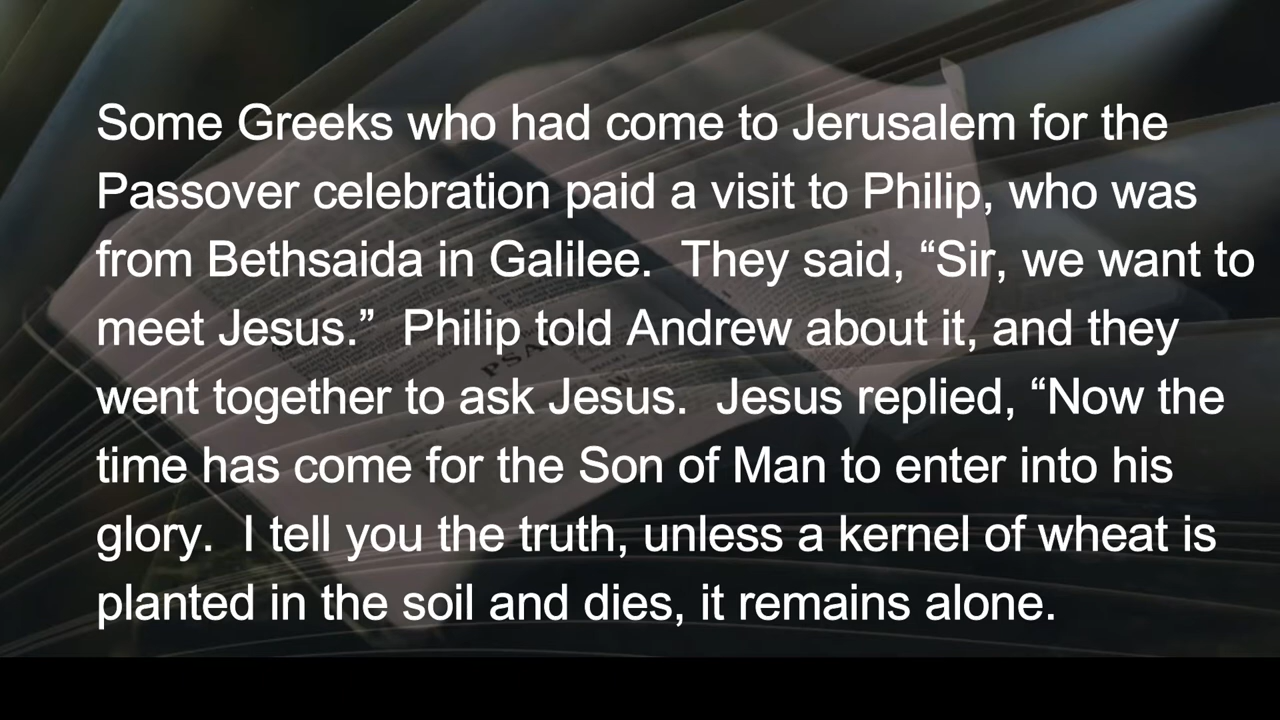 Some Greeks who had come to Jerusalem for the
Passover celebration paid a visit to Philip, who was
from Bethsaida in Galilee.  They said, “Sir, we want to
meet Jesus.”  Philip told Andrew about it, and they
went together to ask Jesus.  Jesus replied, “Now the
time has come for the Son of Man to enter into his
glory.  I tell you the truth, unless a kernel of wheat is
planted in the soil and dies, it remains alone.